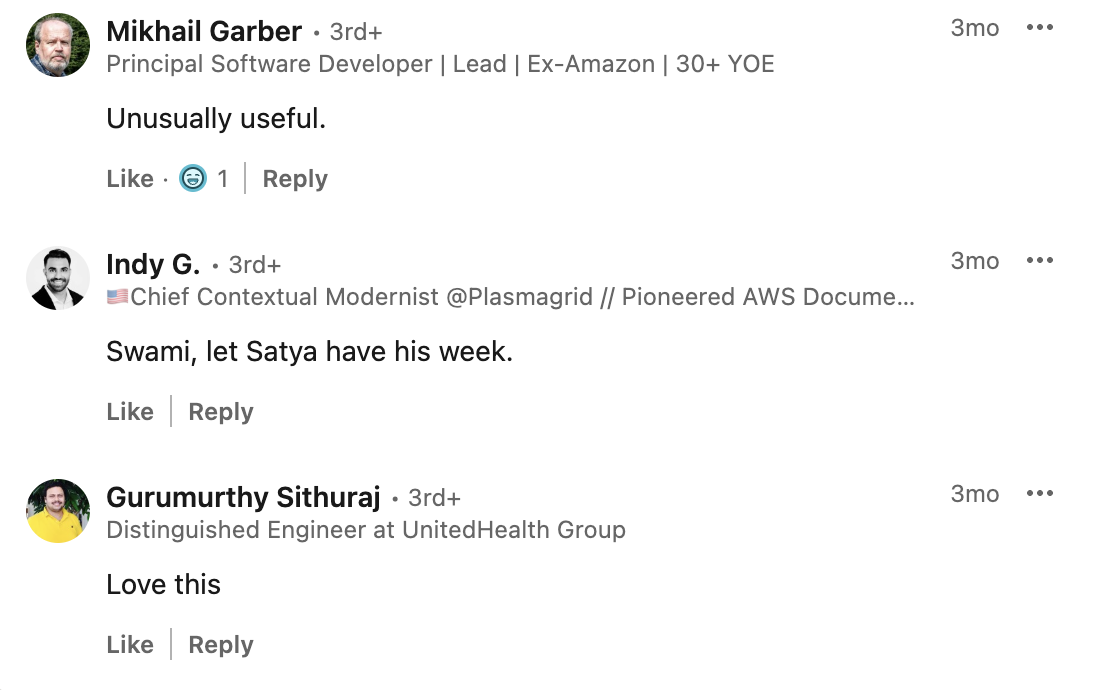 Mikhail Garber · 3rd+ 3mo ...
Principal Software Developer | Lead | Ex-Amazon | 30+ YOE
Unusually useful.
Like · 1 | Reply
Indy G. · 3rd+ 3mo ...
🇺🇸Chief Contextual Modernist @Plasmagrid // Pioneered AWS Docume...
Swami, let Satya have his week.
Like | Reply
Gurumurthy Sithuraj · 3rd+ 3mo ...
Distinguished Engineer at UnitedHealth Group
Love this
Like | Reply